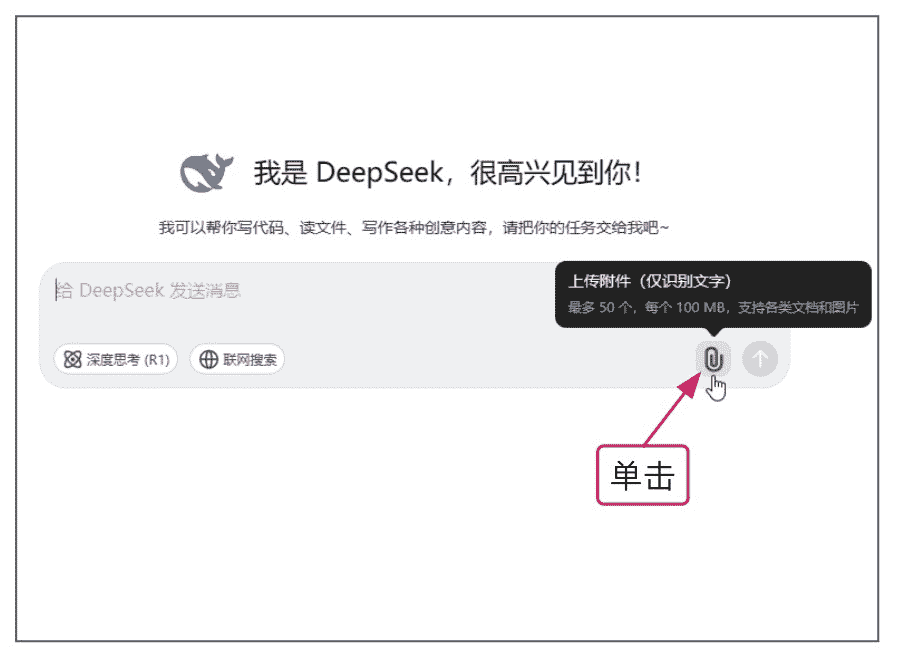 我是 DeepSeek，很高兴见到你！
我可以帮你写代码、读文件、写作各种创意内容，请把你的任务交给我吧~
给 DeepSeek 发送消息
上传附件（仅识别文字）
最多 50 个，每个 100 MB，支持各类文档和图片
深度思考 (R1) 联网搜索
单击